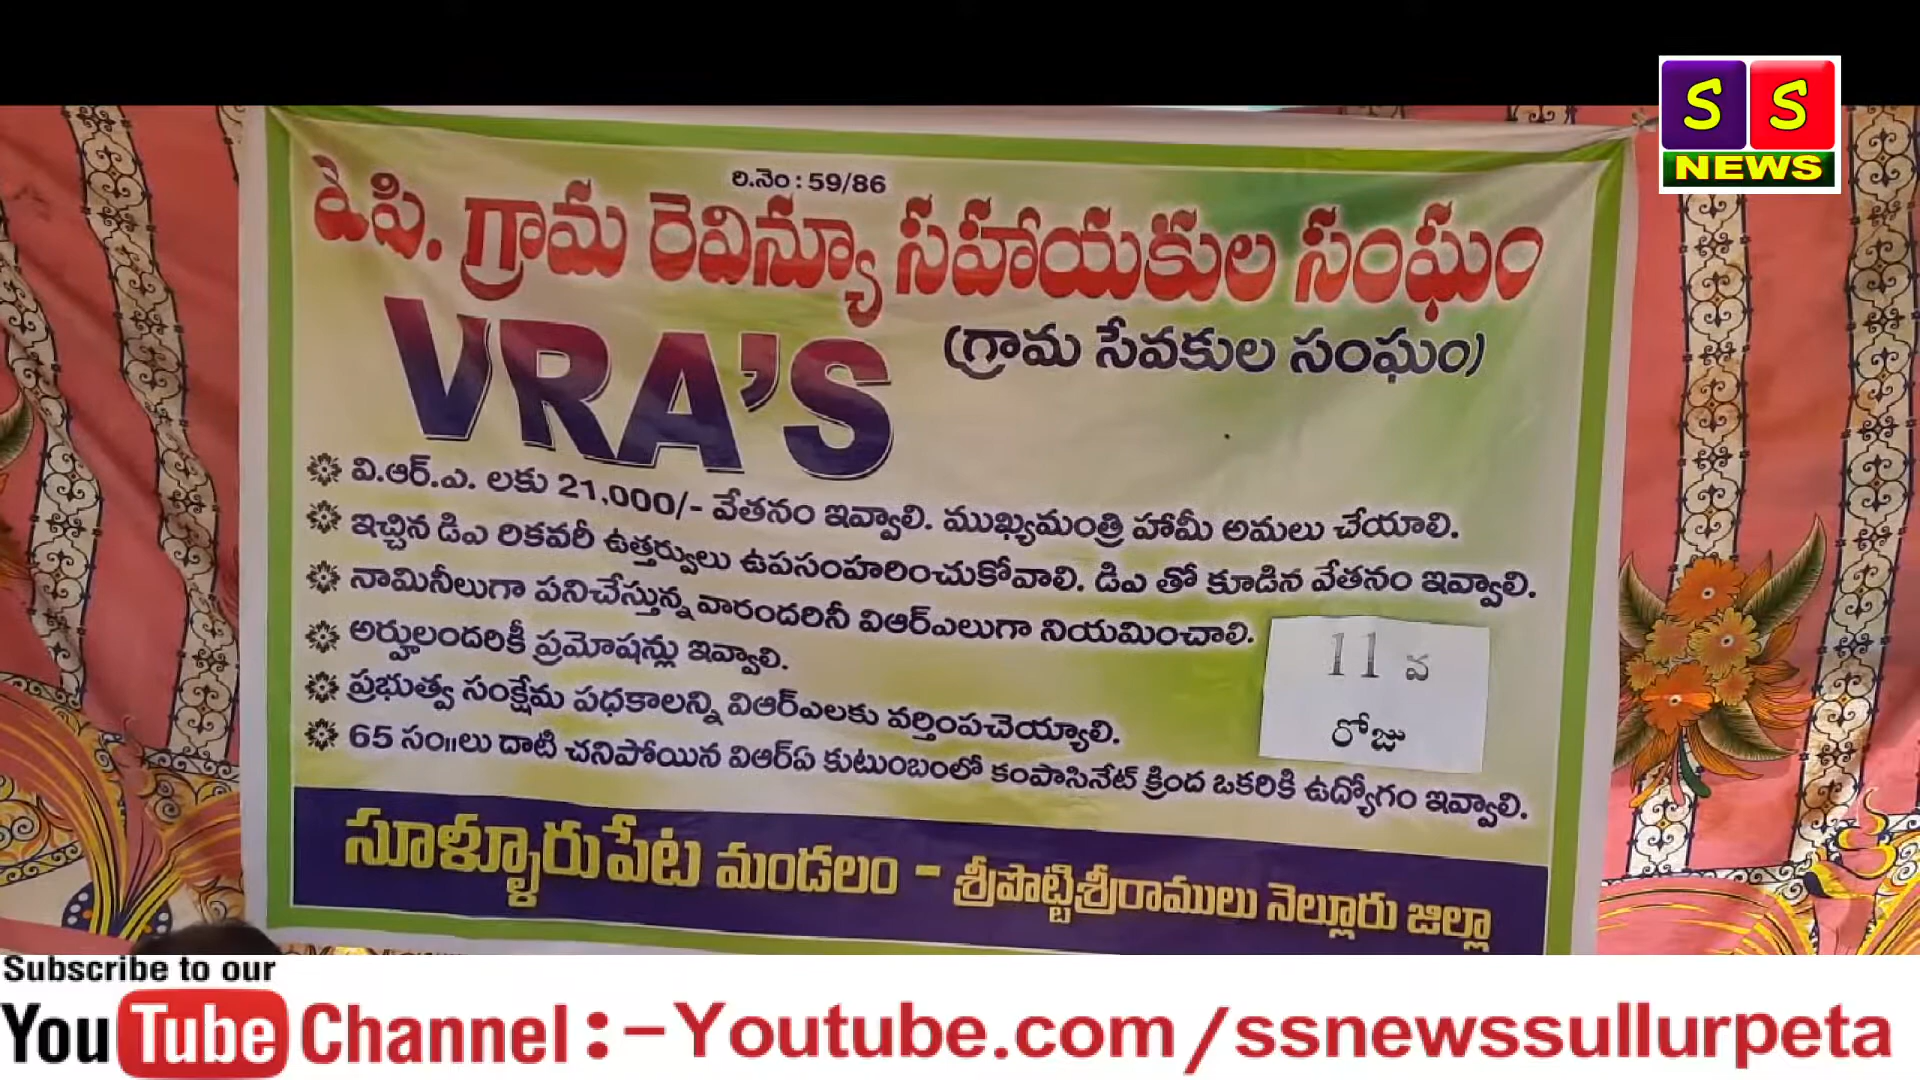 S S
NEWS
రి.నెం : 59/86
ఏపి. గ్రామ రెవిన్యూ సహాయకుల సంఘం
VRA'S
(గ్రామ సేవకుల సంఘం)
వి.ఆర్.ఎ. లకు 21,000/- వేతనం ఇవ్వాలి. ముఖ్యమంత్రి హామీ అమలు చేయాలి.
ఇచ్చిన డిఎ రికవరీ ఉత్తర్వులు ఉపసంహరించుకోవాలి. డిఎ తో కూడిన వేతనం ఇవ్వాలి.
నామినీలుగా పనిచేస్తున్న వారందరినీ విఆర్ఎలుగా నియమించాలి.
అర్హులందరికీ ప్రమోషన్లు ఇవ్వాలి.
ప్రభుత్వ సంక్షేమ పధకాలన్ని విఆర్ఎలకు వర్తింపచెయ్యాలి.
65 సం॥లు దాటి చనిపోయిన విఆర్ఏ కుటుంబంలో కంపాసినేట్ క్రింద ఒకరికి ఉద్యోగం ఇవ్వాలి.
11 వ
రోజు
సూళ్ళూరుపేట మండలం - శ్రీపొట్టిశ్రీరాములు నెల్లూరు జిల్లా
Subscribe to our
YouTube Channel :-Youtube.com/ssnewssullurpeta